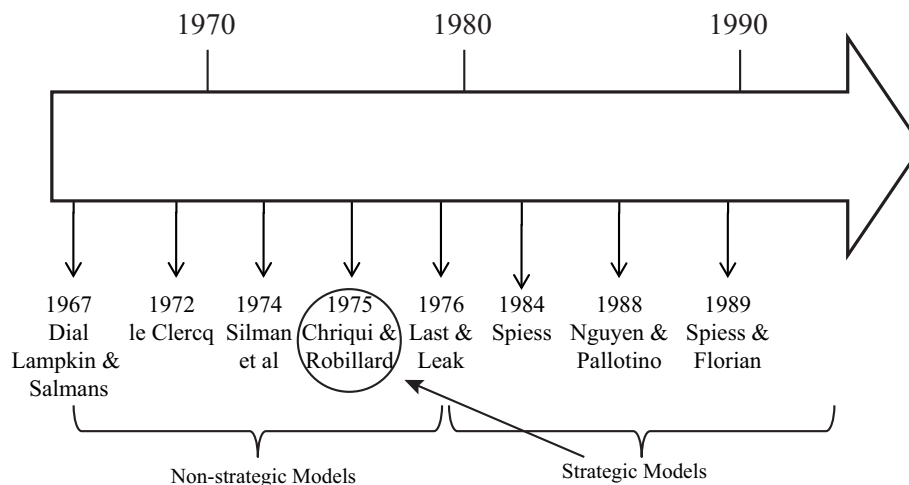 1970 1980 1990
1967
Dial
Lampkin &
Salmans
1972
le Clercq
1974
Silman
et al
1975
Chriqui &
Robillard
1976
Last &
Leak
1984
Spiess
1988
Nguyen &
Pallotino
1989
Spiess &
Florian
Non-strategic Models
Strategic Models